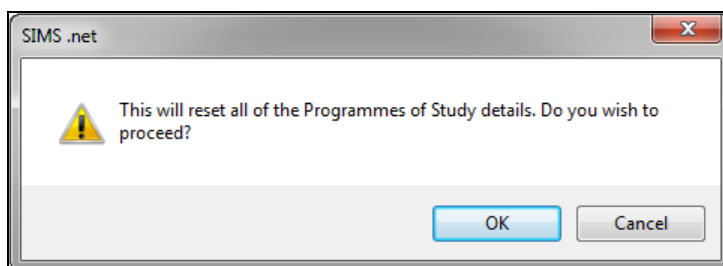 SIMS .net
This will reset all of the Programmes of Study details. Do you wish to
proceed?
OK
Cancel